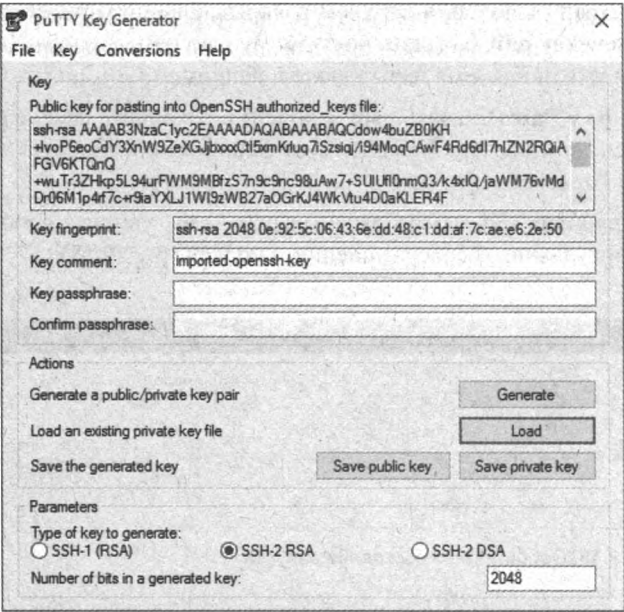 PuTTY Key Generator
File Key Conversions Help
Key
Public key for pasting into OpenSSH authorized_keys file:
ssh-rsa AAAAB3NzaC1yc2EAAAADAQABAAABAQCdow4buZB0KH
FGV6KTQnQ
Key fingerprint: ssh-rsa 2048 0e:92:5c:06:43:6e:dd:48:c1:dd:af:7c:ae:e6:2e:50
Key comment: imported-openssh-key
Key passphrase:
Confirm passphrase:
Actions
Generate a public/private key pair Generate
Load an existing private key file Load
Save the generated key Save public key Save private key
Parameters
Type of key to generate:
SSH-1 (RSA) SSH-2 RSA SSH-2 DSA
Number of bits in a generated key: 2048